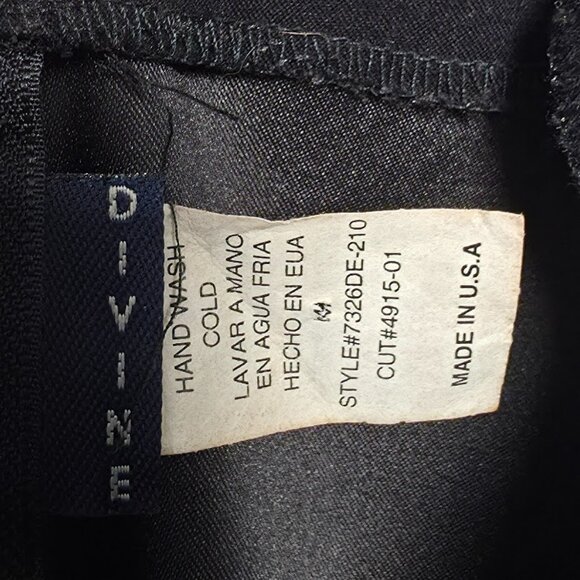 DIVINE
HAND WASH
COLD
LAVAR A MANO
EN AGUA FRIA
HECHO EN EUA
STYLE#7326DE-210
CUT#4915-01
MADE IN U.S.A